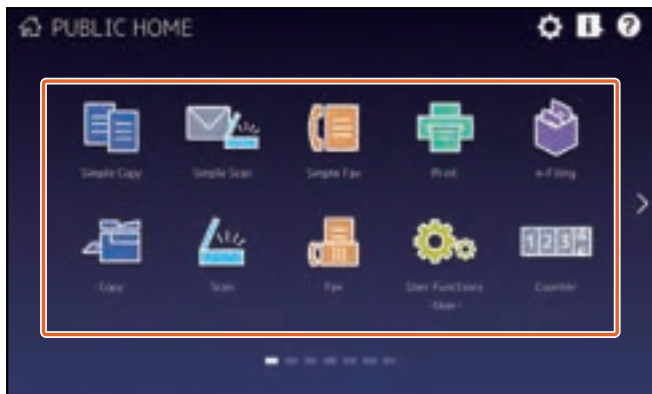 PUBLIC HOME
Simple Copy
Simple Scan
Simple Fax
Print
e-Filing
Copy
Scan
Fax
User Functions
-User-
Counter